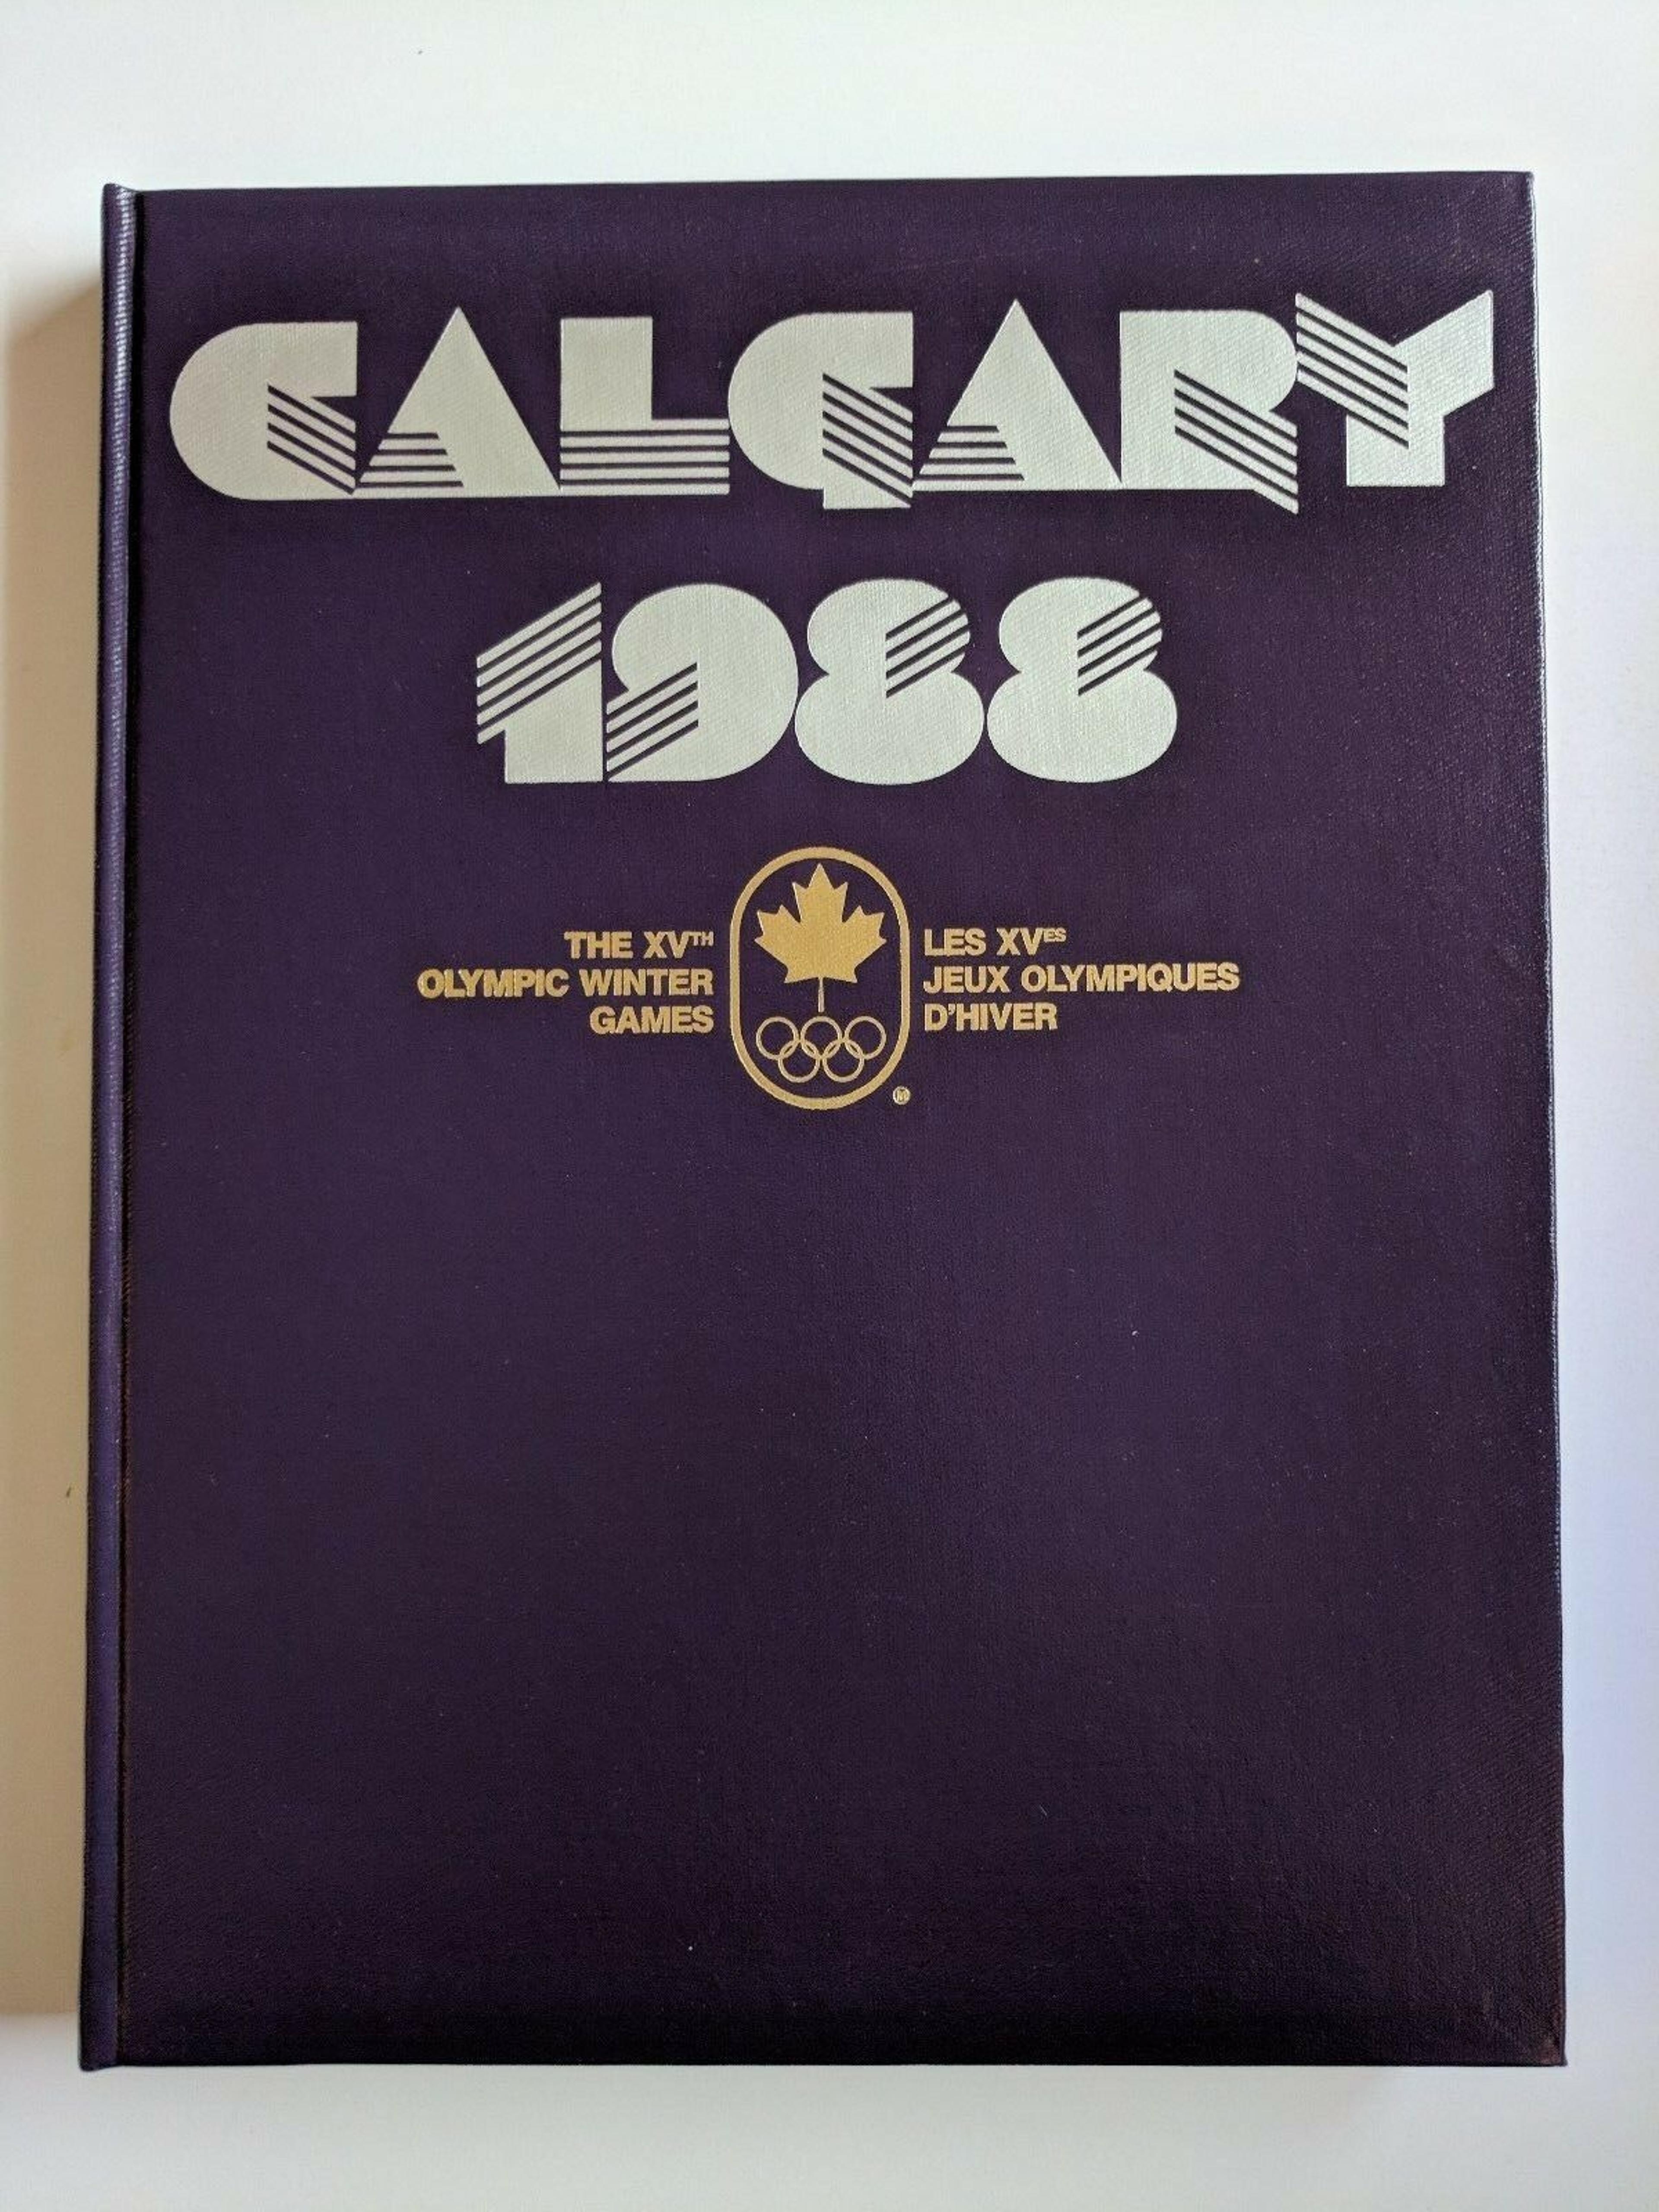 CALGARY
1988
THE XVTH
OLYMPIC WINTER
GAMES
LES XVES
JEUX OLYMPIQUES
D'HIVER